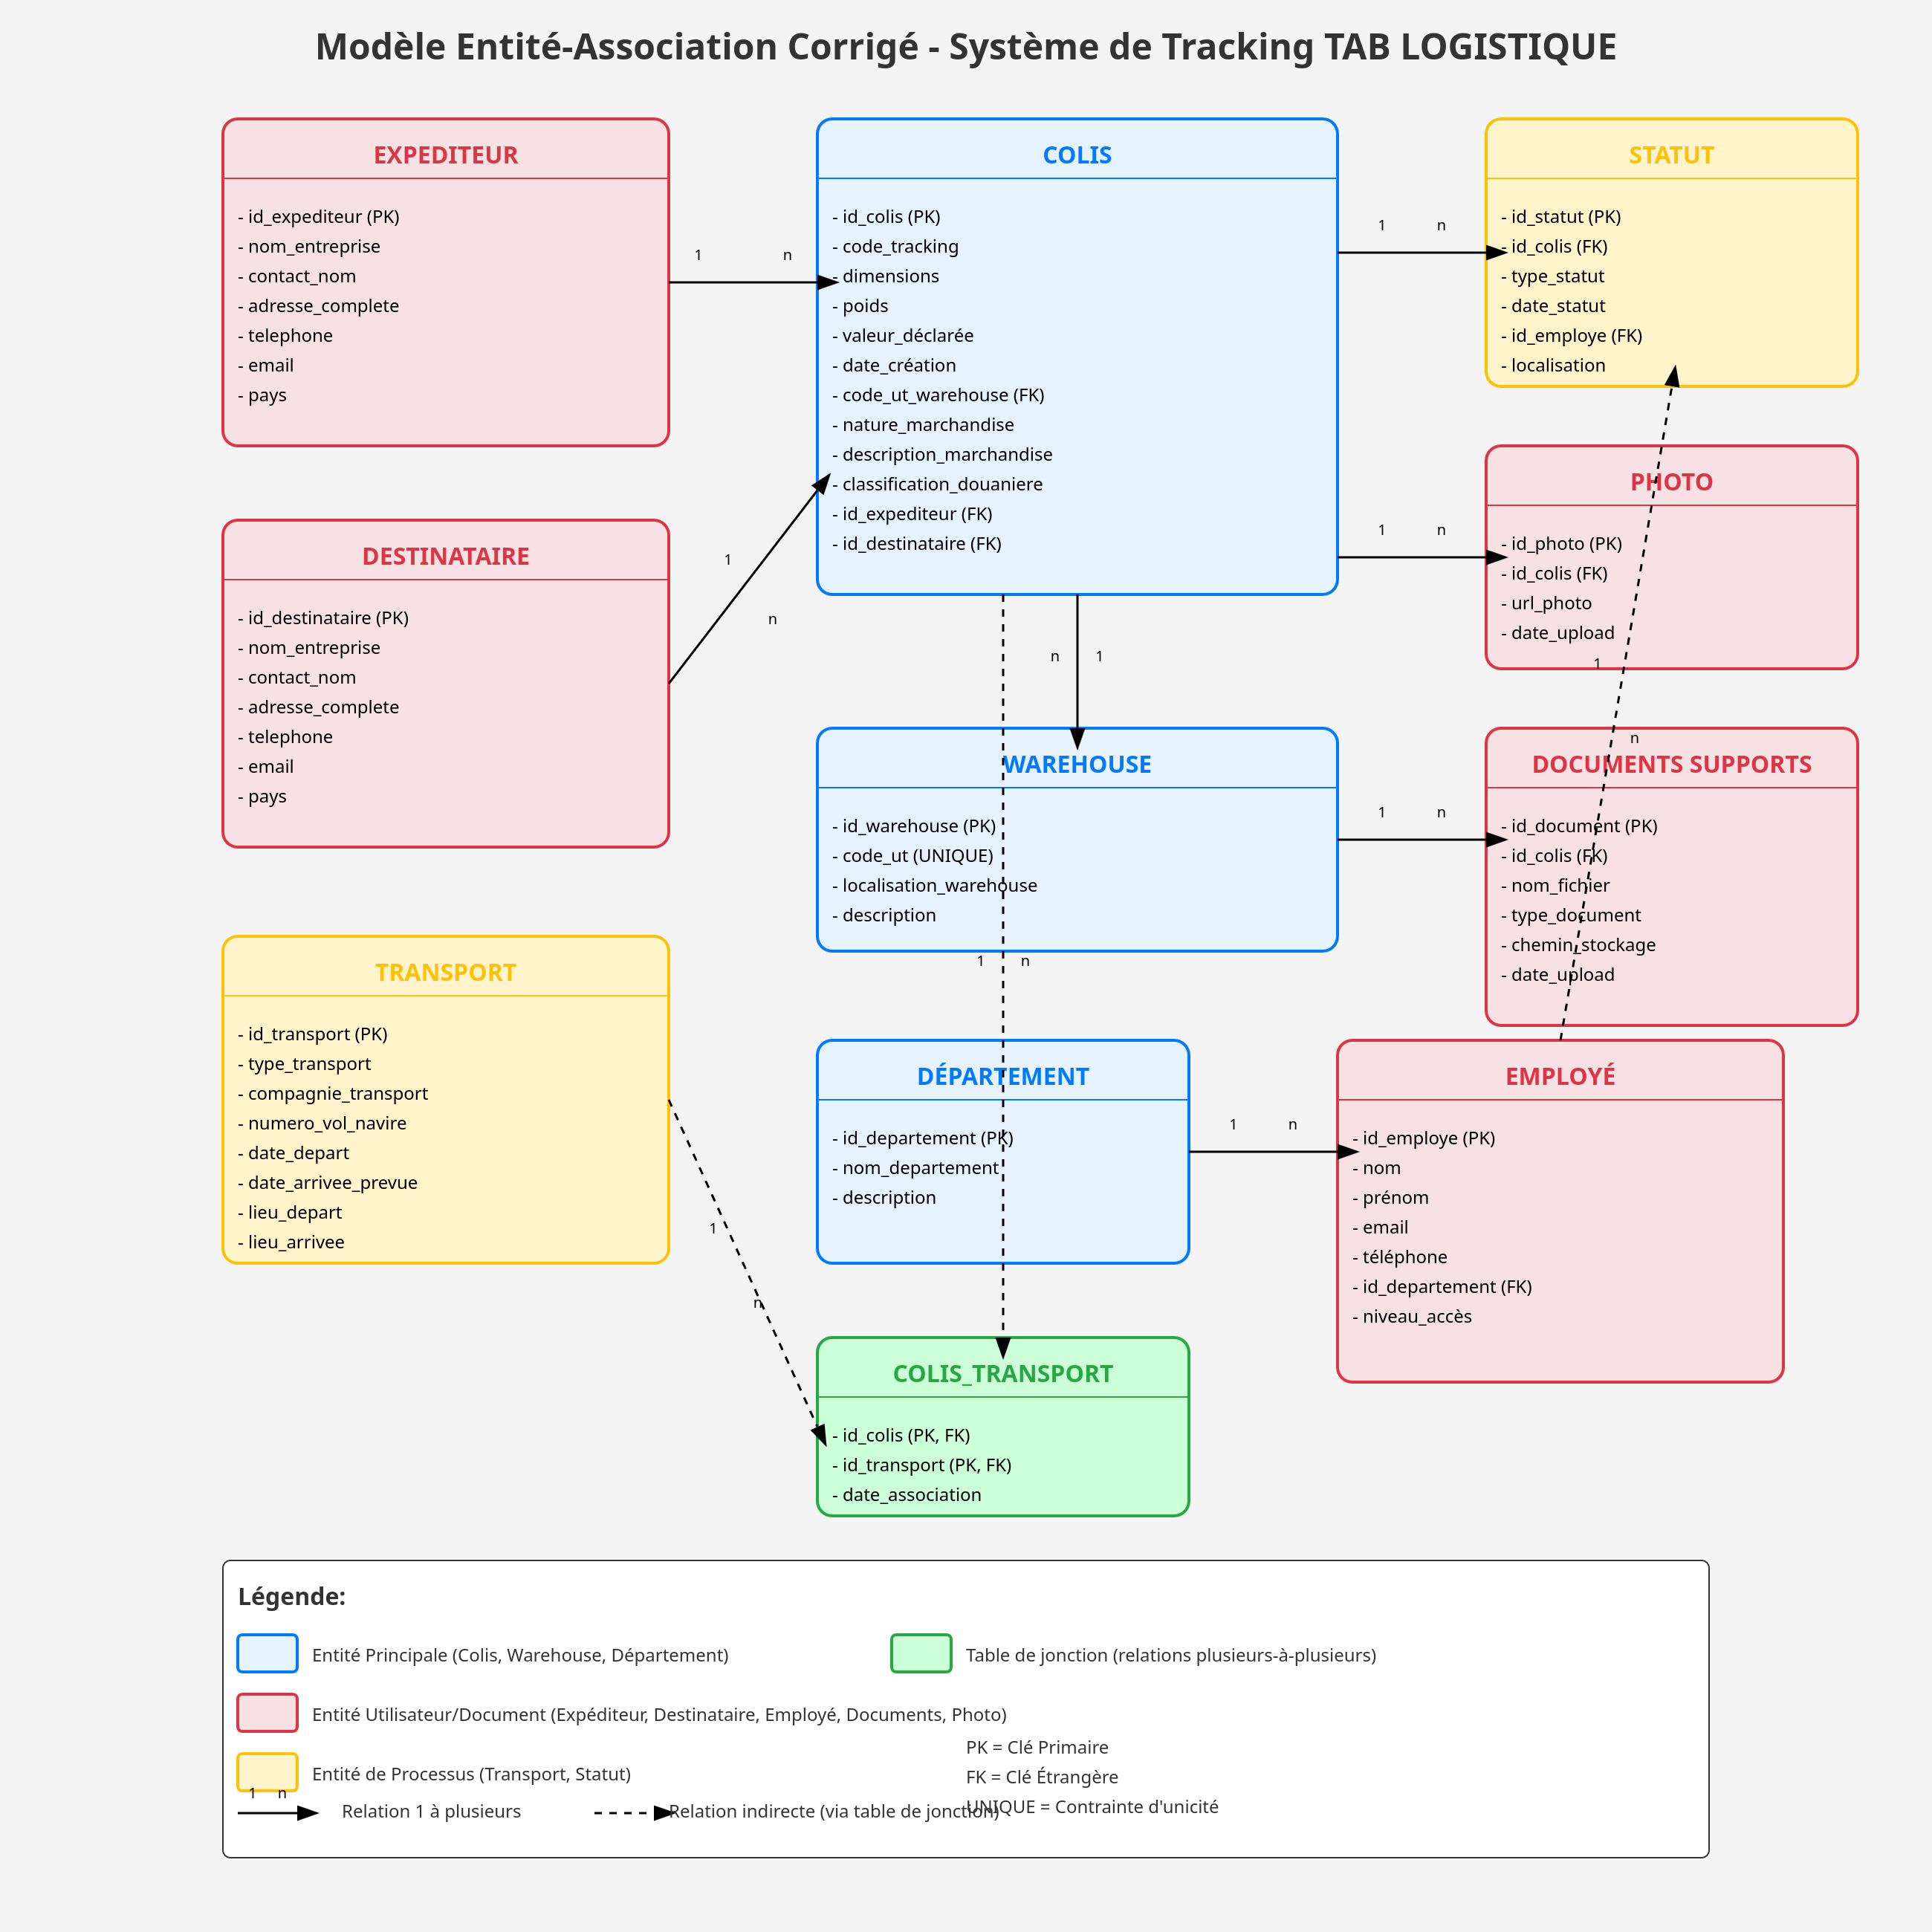 Modèle Entité-Association Corrigé - Système de Tracking TAB LOGISTIQUE
EXPEDITEUR
- id_expediteur (PK)
- nom_entreprise
- contact_nom
- adresse_complete
- telephone
- email
- pays
1 n
COLIS
- id_colis (PK)
- code_tracking
- dimensions
- poids
- valeur_déclarée
- date_création
- code_ut_warehouse (FK)
- nature_marchandise
- description_marchandise
- classification_douaniere
- id_expediteur (FK)
- id_destinataire (FK)
1 n
STATUT
- id_statut (PK)
- id_colis (FK)
- type_statut
- date_statut
- id_employe (FK)
- localisation
1 n
PHOTO
- id_photo (PK)
- id_colis (FK)
- url_photo
- date_upload
1
n
DESTINATAIRE
- id_destinataire (PK)
- nom_entreprise
- contact_nom
- adresse_complete
- telephone
- email
- pays
1
n
n 1
WAREHOUSE
- id_warehouse (PK)
- code_ut (UNIQUE)
- localisation_warehouse
- description
1 n
1 n
DOCUMENTS SUPPORTS
- id_document (PK)
- id_colis (FK)
- nom_fichier
- type_document
- chemin_stockage
- date_upload
TRANSPORT
- id_transport (PK)
- type_transport
- compagnie_transport
- numero_vol_navire
- date_depart
- date_arrivee_prevue
- lieu_depart
- lieu_arrivee
1
n
DÉPARTEMENT
- id_departement (PK)
- nom_departement
- description
1 n
EMPLOYÉ
- id_employe (PK)
- nom
- prénom
- email
- téléphone
- id_departement (FK)
- niveau_accès
COLIS_TRANSPORT
- id_colis (PK, FK)
- id_transport (PK, FK)
- date_association
Légende:
Entité Principale (Colis, Warehouse, Département)
Table de jonction (relations plusieurs-à-plusieurs)
Entité Utilisateur/Document (Expéditeur, Destinataire, Employé, Documents, Photo)
PK = Clé Primaire
Entité de Processus (Transport, Statut)
FK = Clé Étrangère
1 n
Relation 1 à plusieurs
Relation indirecte (via table de jonction)
UNIQUE = Contrainte d'unicité